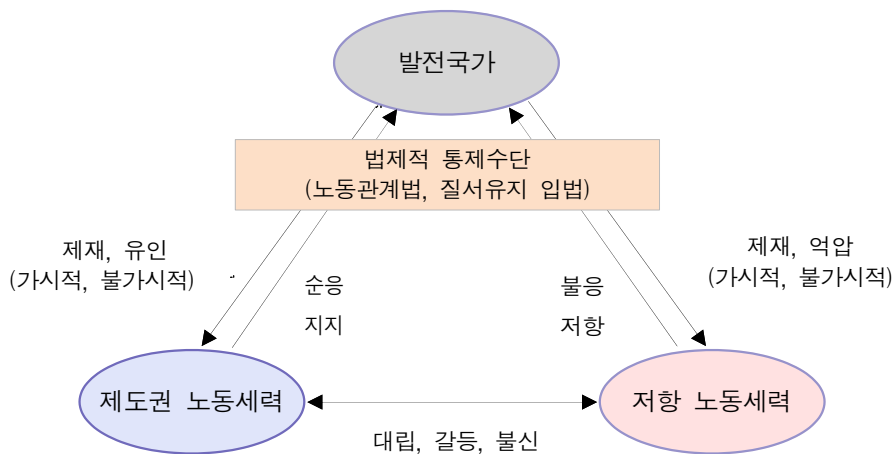 발전국가
법제적 통제수단
(노동관계법, 질서유지 입법)
제재, 유인
(가시적, 불가시적)
순응
지지
불응
저항
제재, 억압
(가시적, 불가시적)
제도권 노동세력
저항 노동세력
대립, 갈등, 불신